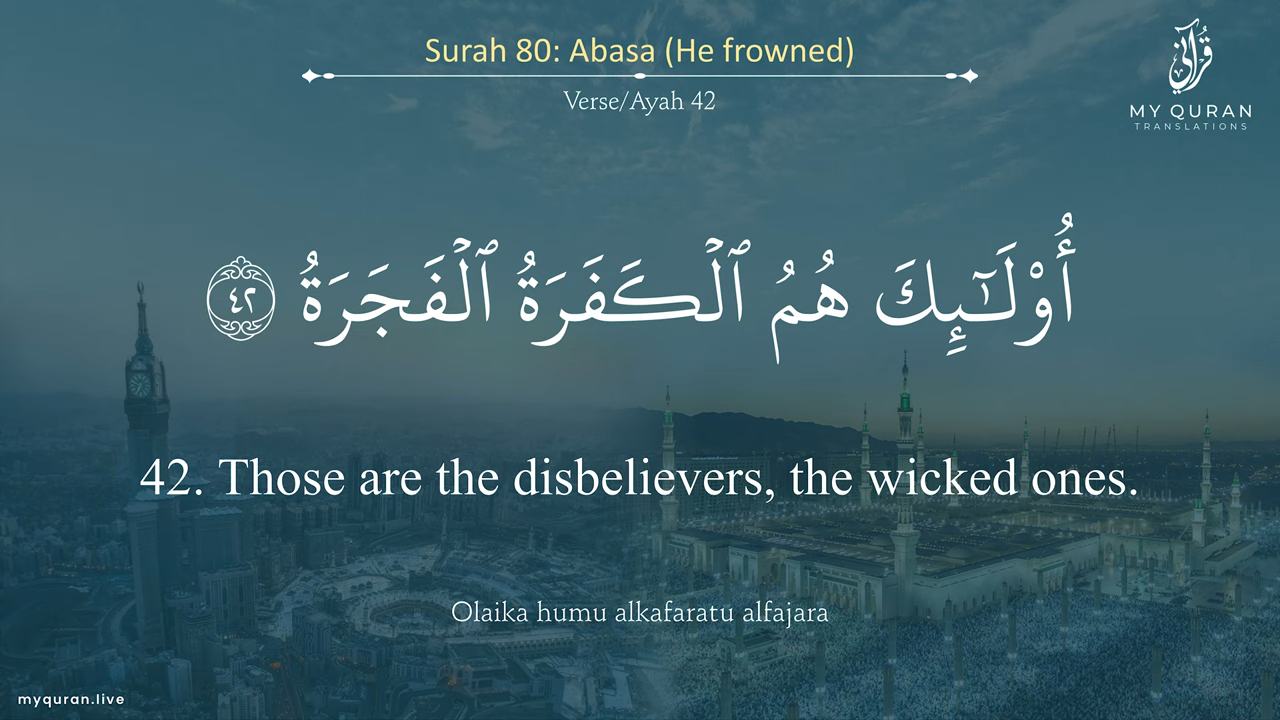 Surah 80: Abasa (He frowned)
Verse/Ayah 42
قرآني
MY QURAN
TRANSLATIONS
أُو۟لَـٰٓئِكَ هُمُ ٱلْكَفَرَةُ ٱلْفَجَرَةُ ٤٢
42. Those are the disbelievers, the wicked ones.
Olaika humu alkafaratu alfajara
myquran.live